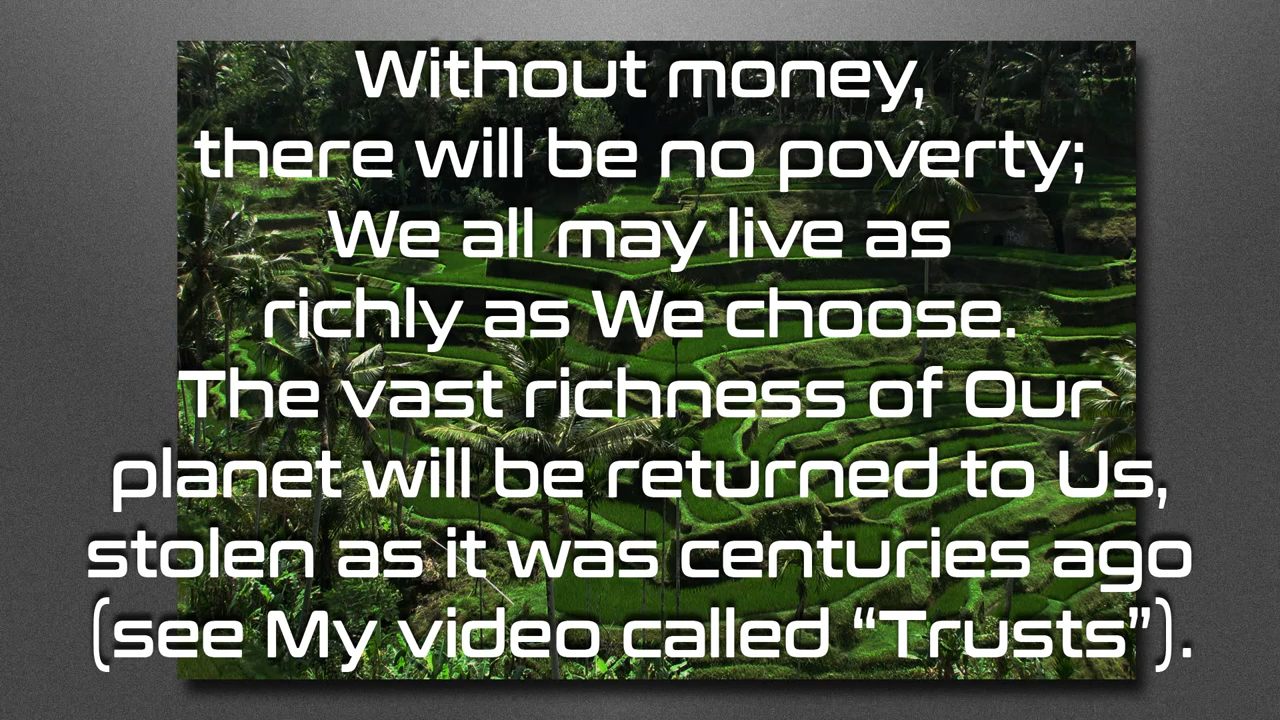 Without money,
there will be no poverty;
We all may live as
richly as We choose.
The vast richness of Our
planet will be returned to Us,
stolen as it was centuries ago
(see My video called “Trusts”).